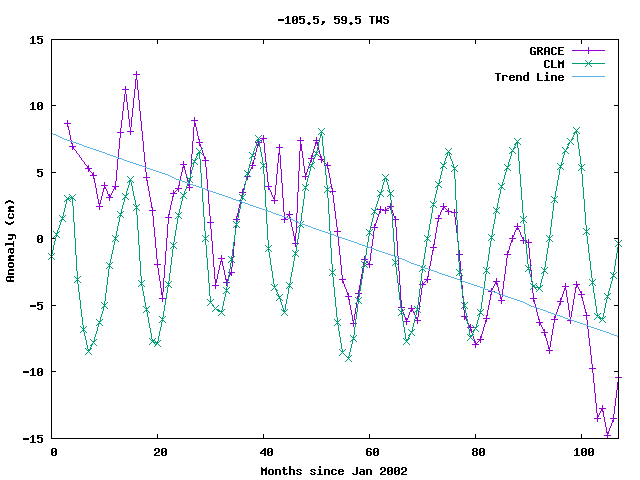 -105.5, 59.5 TWS
GRACE
CLM
Trend Line
15
10
5
0
-5
-10
-15
Anomaly (cm)
0 20 40 60 80 100
Months since Jan 2002